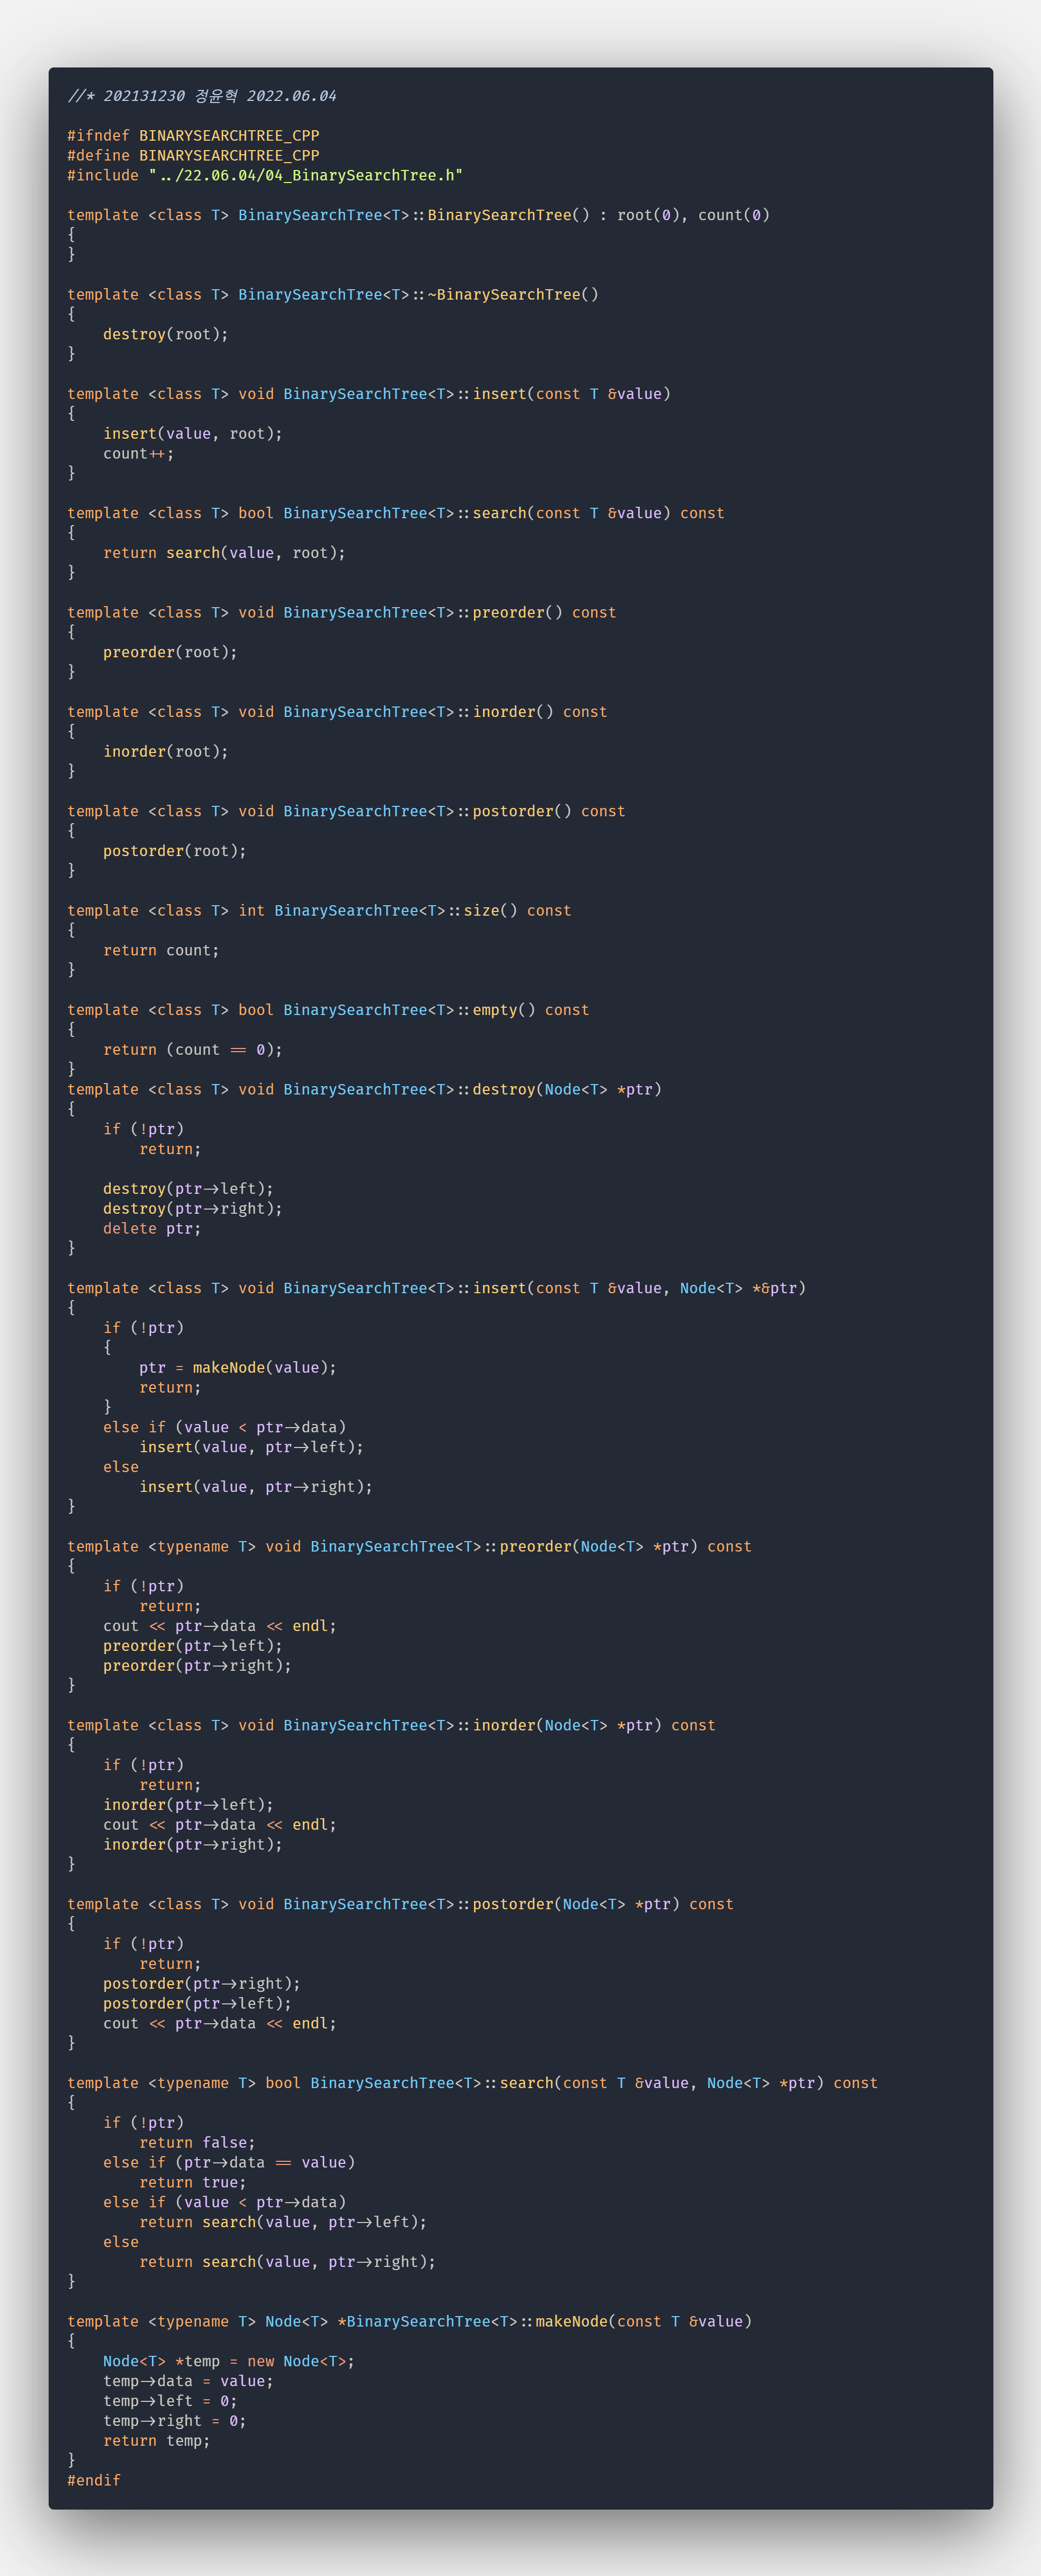 //* 202131230 정윤혁 2022.06.04

#ifndef BINARYSEARCHTREE_CPP
#define BINARYSEARCHTREE_CPP
#include "../22.06.04/04_BinarySearchTree.h"

template <class T> BinarySearchTree<T>::BinarySearchTree() : root(0), count(0)
{
}

template <class T> BinarySearchTree<T>::~BinarySearchTree()
{
    destroy(root);
}

template <class T> void BinarySearchTree<T>::insert(const T &value)
{
    insert(value, root);
    count++;
}

template <class T> bool BinarySearchTree<T>::search(const T &value) const
{
    return search(value, root);
}

template <class T> void BinarySearchTree<T>::preorder() const
{
    preorder(root);
}

template <class T> void BinarySearchTree<T>::inorder() const
{
    inorder(root);
}

template <class T> void BinarySearchTree<T>::postorder() const
{
    postorder(root);
}

template <class T> int BinarySearchTree<T>::size() const
{
    return count;
}

template <class T> bool BinarySearchTree<T>::empty() const
{
    return (count == 0);
}
template <class T> void BinarySearchTree<T>::destroy(Node<T> *ptr)
{
    if (!ptr)
        return;

    destroy(ptr->left);
    destroy(ptr->right);
    delete ptr;
}

template <class T> void BinarySearchTree<T>::insert(const T &value, Node<T> *&ptr)
{
    if (!ptr)
    {
        ptr = makeNode(value);
        return;
    }
    else if (value < ptr->data)
        insert(value, ptr->left);
    else
        insert(value, ptr->right);
}

template <typename T> void BinarySearchTree<T>::preorder(Node<T> *ptr) const
{
    if (!ptr)
        return;
    cout << ptr->data << endl;
    preorder(ptr->left);
    preorder(ptr->right);
}

template <class T> void BinarySearchTree<T>::inorder(Node<T> *ptr) const
{
    if (!ptr)
        return;
    inorder(ptr->left);
    cout << ptr->data << endl;
    inorder(ptr->right);
}

template <class T> void BinarySearchTree<T>::postorder(Node<T> *ptr) const
{
    if (!ptr)
        return;
    postorder(ptr->right);
    postorder(ptr->left);
    cout << ptr->data << endl;
}

template <typename T> bool BinarySearchTree<T>::search(const T &value, Node<T> *ptr) const
{
    if (!ptr)
        return false;
    else if (ptr->data == value)
        return true;
    else if (value < ptr->data)
        return search(value, ptr->left);
    else
        return search(value, ptr->right);
}

template <typename T> Node<T> *BinarySearchTree<T>::makeNode(const T &value)
{
    Node<T> *temp = new Node<T>;
    temp->data = value;
    temp->left = 0;
    temp->right = 0;
    return temp;
}
#endif